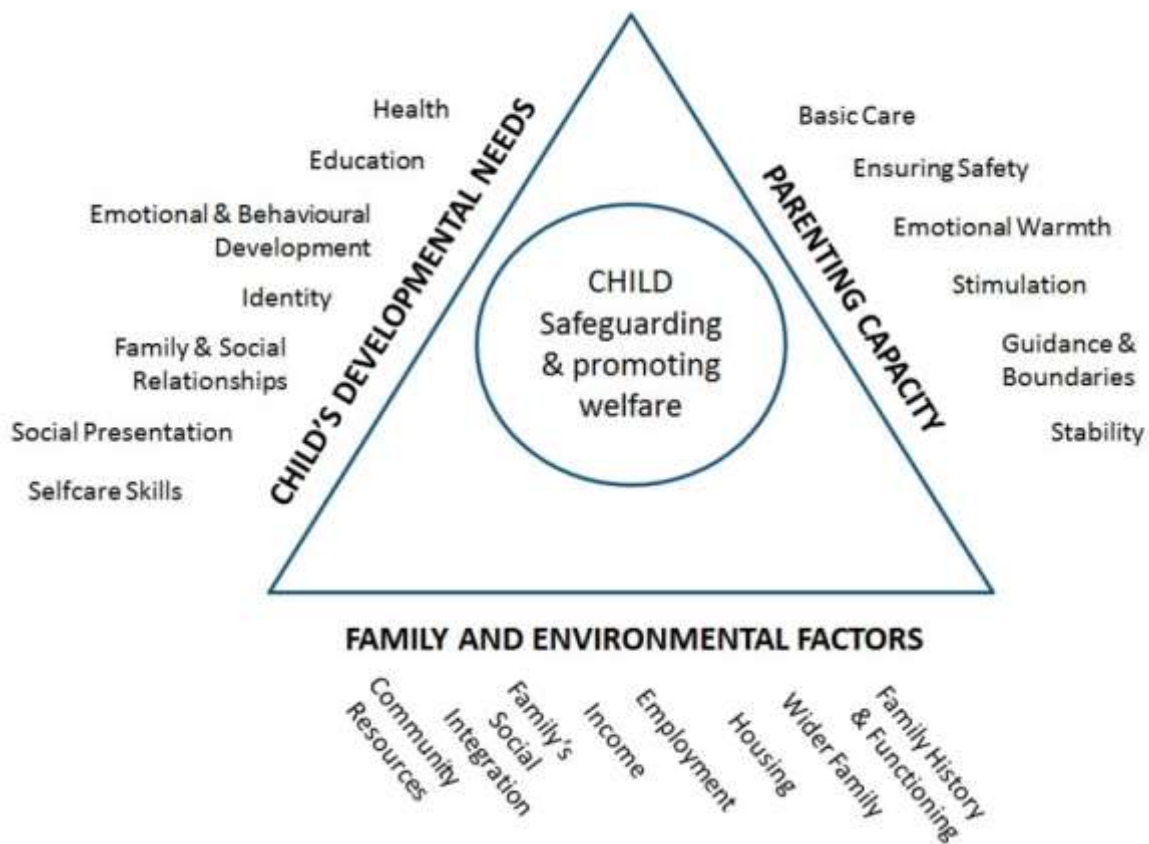 Health
Education
Emotional & Behavioural
Development
Identity
Family & Social
Relationships
Social Presentation
Selfcare Skills
CHILD'S DEVELOPMENTAL NEEDS
CHILD
Safeguarding
& promoting
welfare
PARENTING CAPACITY
Basic Care
Ensuring Safety
Emotional Warmth
Stimulation
Guidance &
Boundaries
Stability
FAMILY AND ENVIRONMENTAL FACTORS
Community
Resources
Family's
Social
Integration
Income
Employment
Housing
Wider Family
Family History
& Functioning